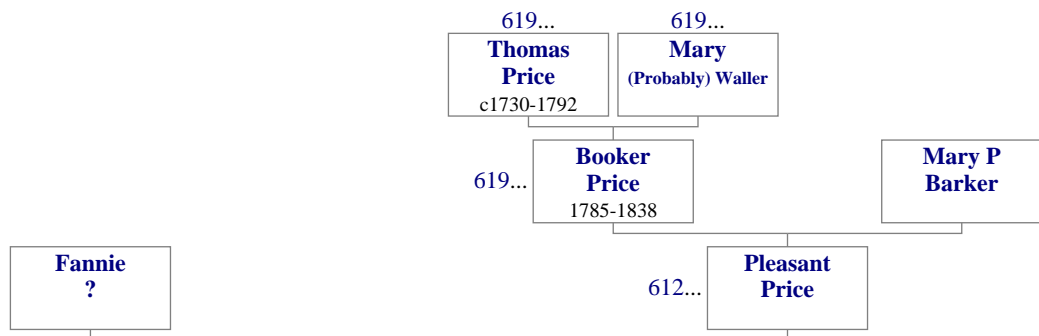 619...
619...
Thomas
Price
c1730-1792
Mary
(Probably) Waller
619...
Booker
Price
1785-1838
Mary P
Barker
Fannie
?
612...
Pleasant
Price